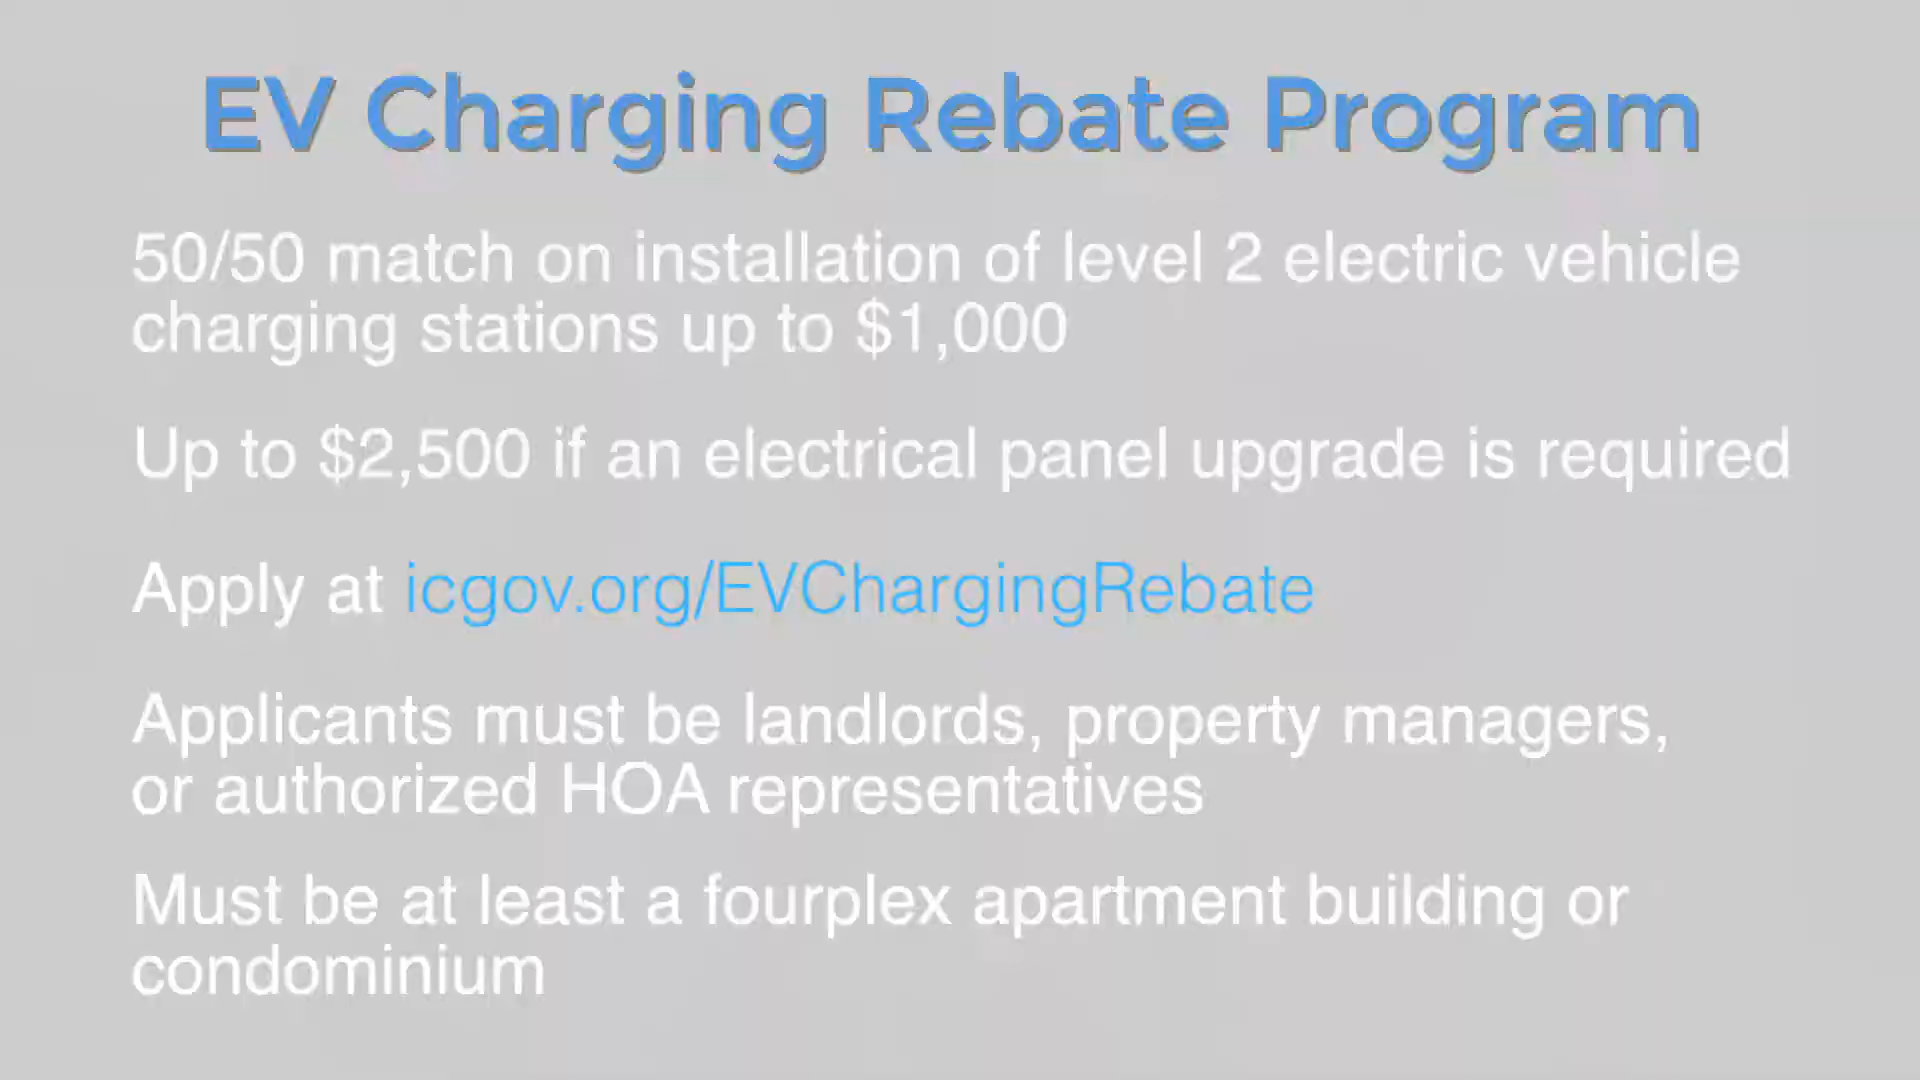 EV Charging Rebate Program
50/50 match on installation of level 2 electric vehicle
charging stations up to $1,000
Up to $2,500 if an electrical panel upgrade is required
Apply at icgov.org/EVChargingRebate
Applicants must be landlords, property managers,
or authorized HOA representatives
Must be at least a fourplex apartment building or
condominium